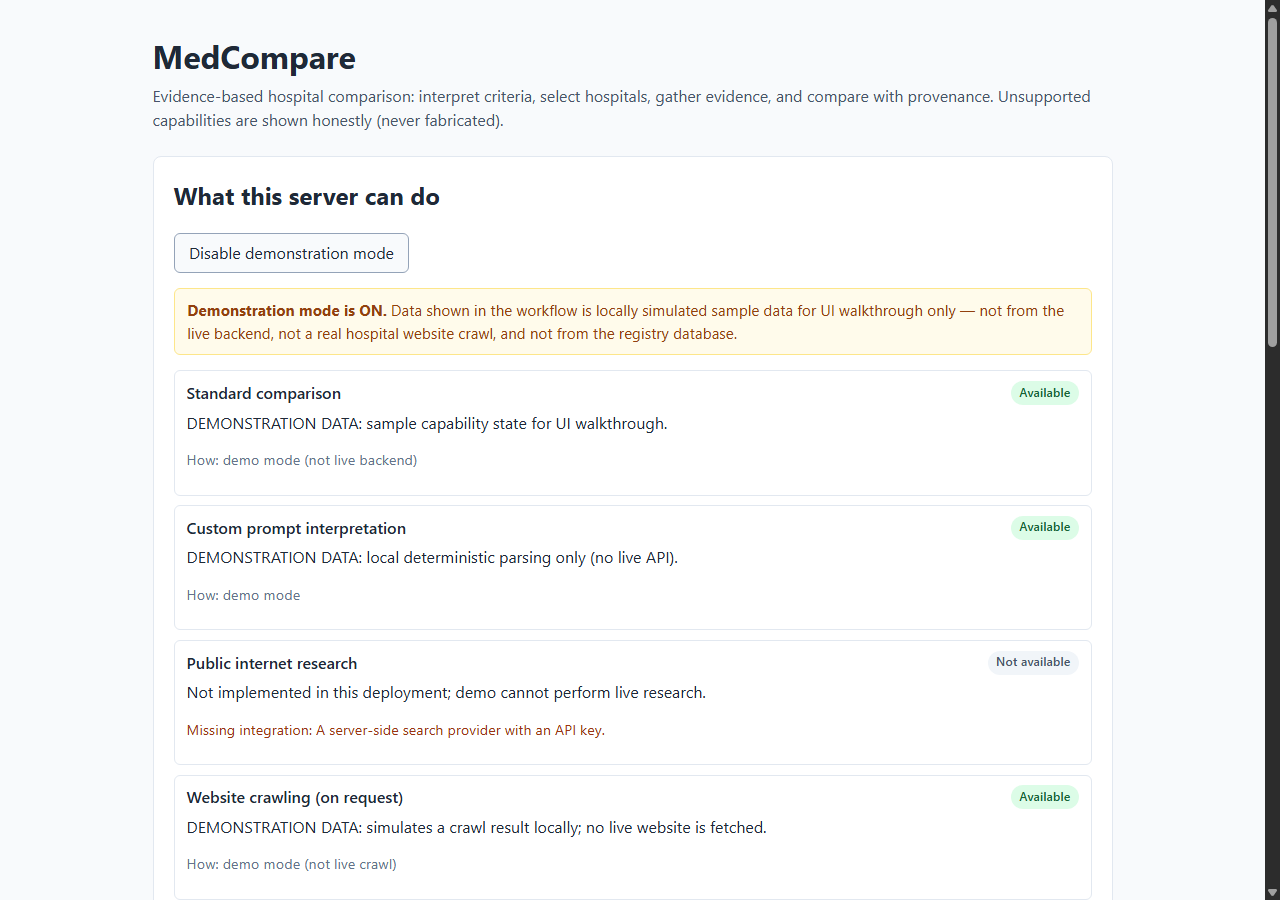 MedCompare
Evidence-based hospital comparison: interpret criteria, select hospitals, gather evidence, and compare with provenance. Unsupported
capabilities are shown honestly (never fabricated).
What this server can do
Disable demonstration mode
Demonstration mode is ON. Data shown in the workflow is locally simulated sample data for UI walkthrough only — not from the
live backend, not a real hospital website crawl, and not from the registry database.
Standard comparison
Available
DEMONSTRATION DATA: sample capability state for UI walkthrough.
How: demo mode (not live backend)
Custom prompt interpretation
Available
DEMONSTRATION DATA: local deterministic parsing only (no live API).
How: demo mode
Public internet research
Not available
Not implemented in this deployment; demo cannot perform live research.
Missing integration: A server-side search provider with an API key.
Website crawling (on request)
Available
DEMONSTRATION DATA: simulates a crawl result locally; no live website is fetched.
How: demo mode (not live crawl)